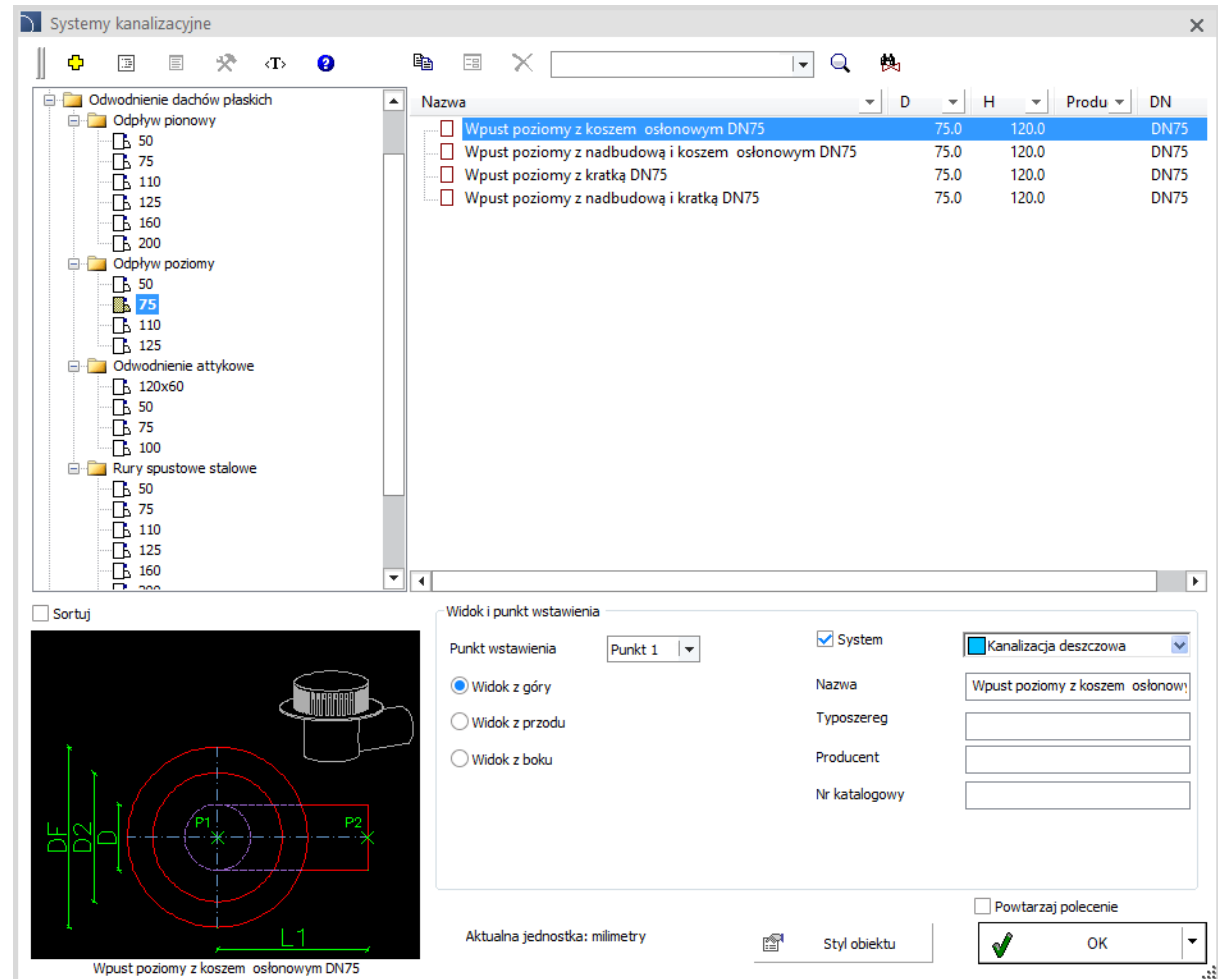 Systemy kanalizacyjne
<T>
Odwodnienie dachów płaskich
Odpływ pionowy
50
75
110
125
160
200
Odpływ poziomy
50
75
110
125
Odwodnienie attykowe
120x60
50
75
100
Rury spustowe stalowe
50
75
110
125
160
200
Nazwa D H Produ DN
Wpust poziomy z koszem osłonowym DN75 75.0 120.0 DN75
Wpust poziomy z nadbudową i koszem osłonowym DN75 75.0 120.0 DN75
Wpust poziomy z kratką DN75 75.0 120.0 DN75
Wpust poziomy z nadbudową i kratką DN75 75.0 120.0 DN75
Sortuj
DF
D2
D
P1
P2
L1
Wpust poziomy z koszem osłonowym DN75
Widok i punkt wstawienia
Punkt wstawienia Punkt 1
Widok z góry
Widok z przodu
Widok z boku
System Kanalizacja deszczowa
Nazwa Wpust poziomy z koszem osłonowy
Typoszereg
Producent
Nr katalogowy
Powtarzaj polecenie
Aktualna jednostka: milimetry
Styl obiektu
OK